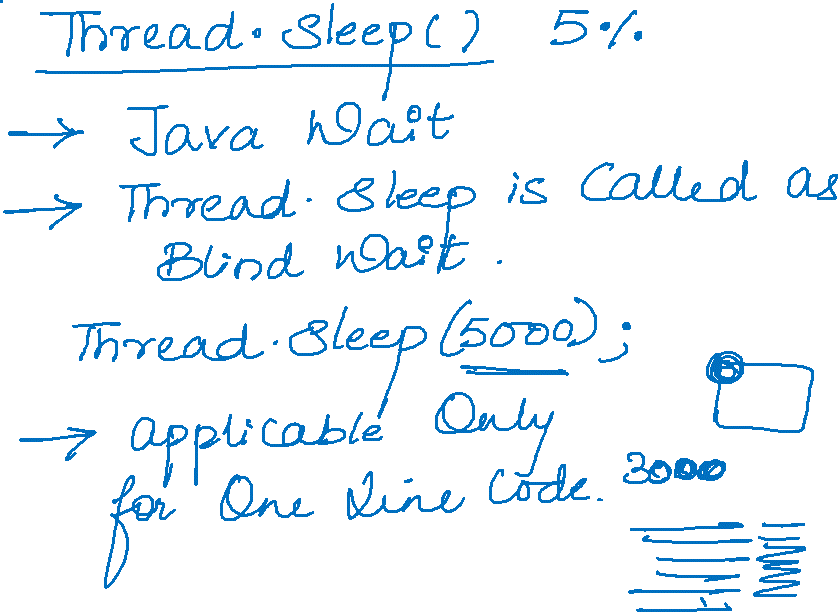 Thread.Sleep() 5%
→ Java Wait
→ Thread.Sleep is Called as
Blind Wait.
Thread.Sleep(5000);
→ applicable Only
for One Line Code. 3000